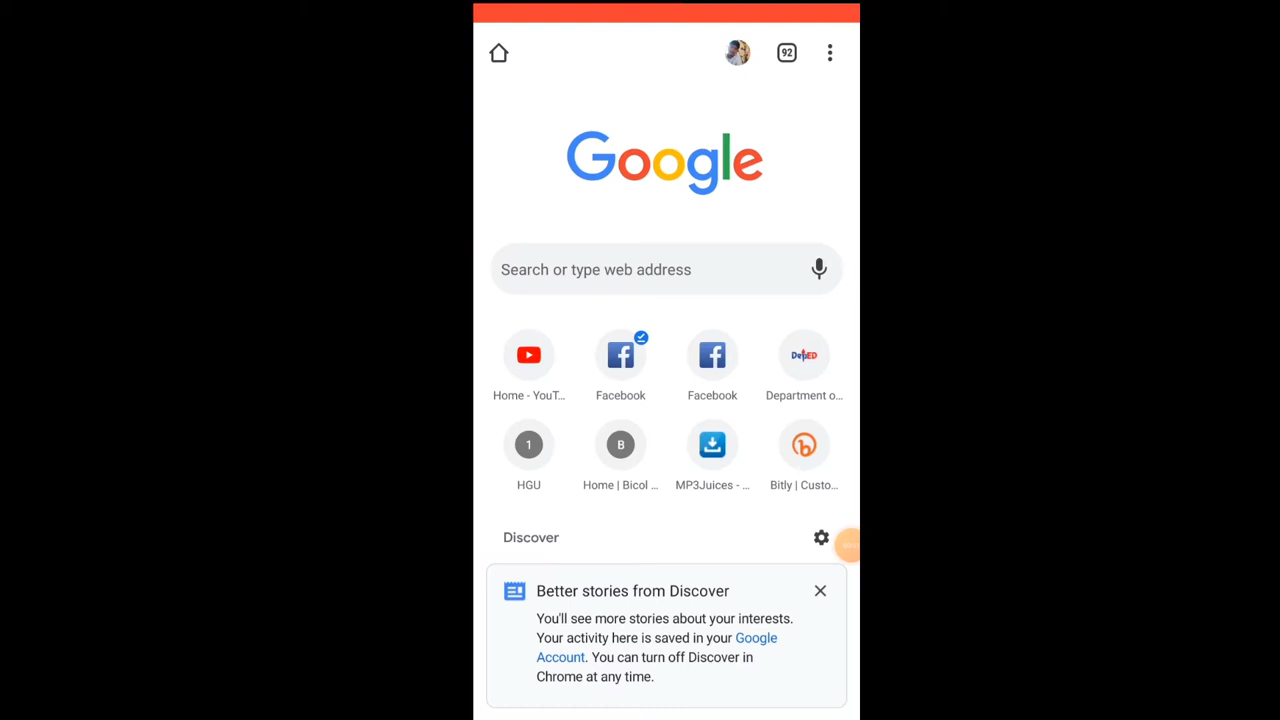 92
Google
Search or type web address
Home - YouT...
Facebook
Facebook
DepED
Department o...
1
HGU
B
Home | Bicol ...
MP3Juices - ...
b
Bitly | Custo...
Discover
Better stories from Discover
You'll see more stories about your interests.
Your activity here is saved in your Google
Account. You can turn off Discover in
Chrome at any time.